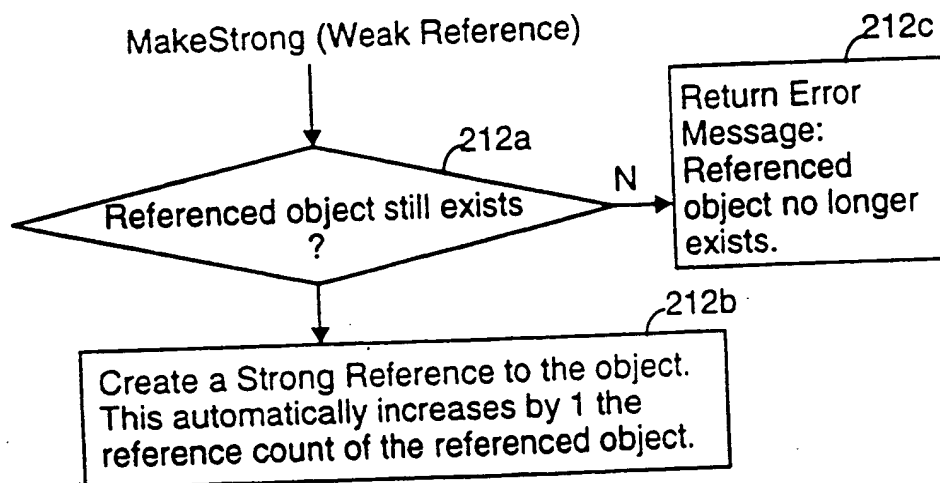 MakeStrong (Weak Reference)
212a
Referenced object still exists
?
N
212c
Return Error
Message:
Referenced
object no longer
exists.
212b
Create a Strong Reference to the object.
This automatically increases by 1 the
reference count of the referenced object.